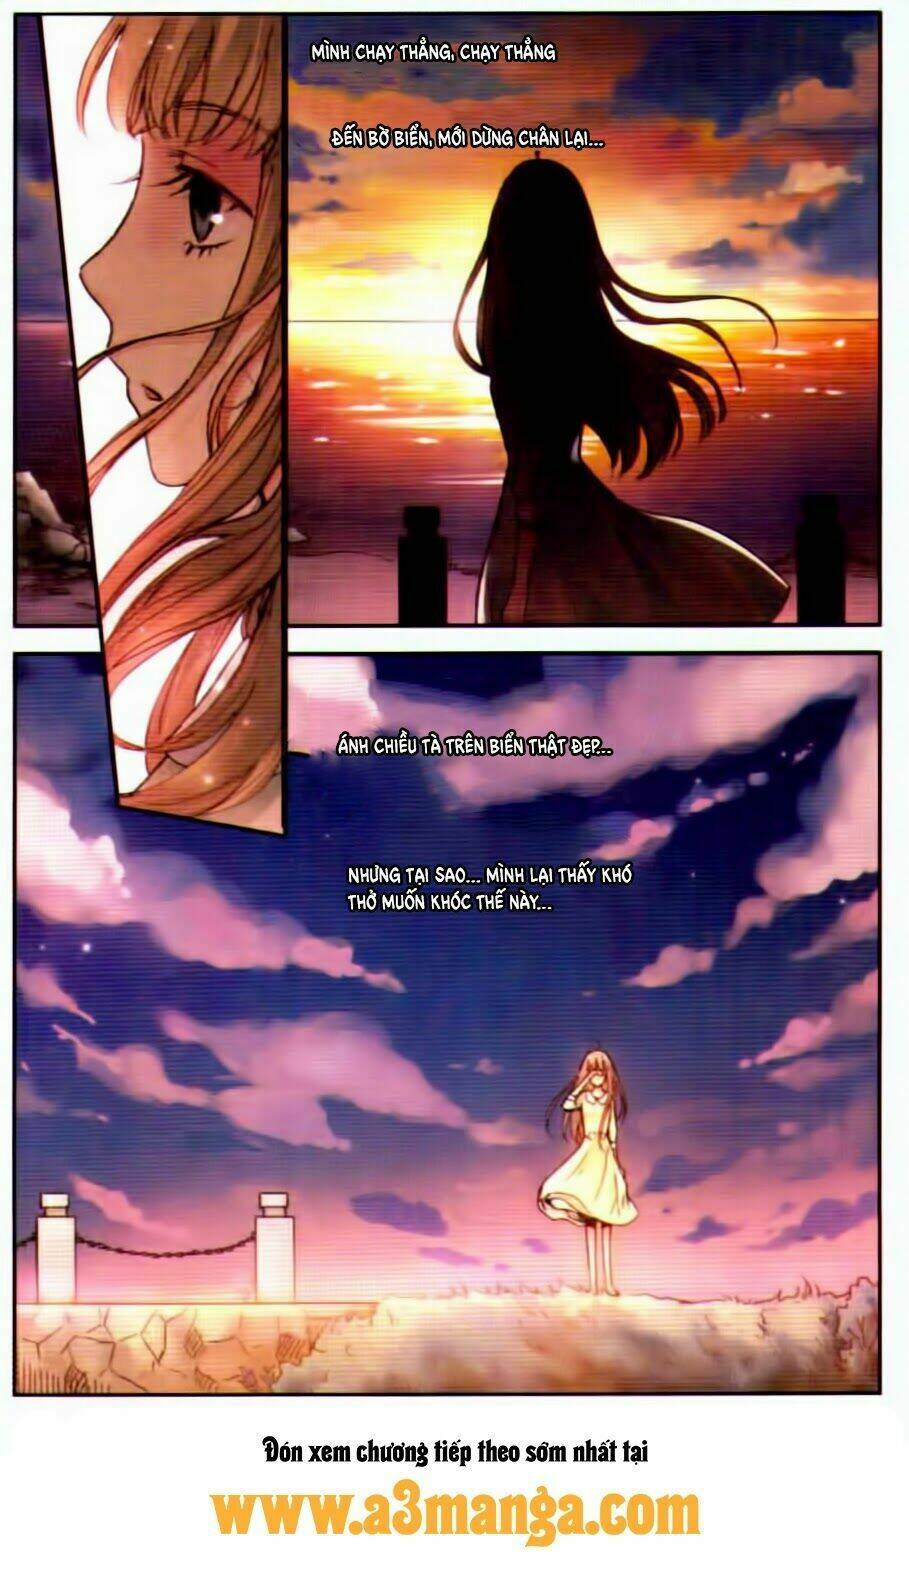 MÌNH CHẠY THẲNG, CHẠY THẲNG
ĐẾN BỜ BIỂN, MỚI DỪNG CHÂN LẠI...
ÁNH CHIỀU TÀ TRÊN BIỂN THẬT ĐẸP...
NHƯNG TẠI SAO... MÌNH LẠI THẤY KHÓ
THỞ MUỐN KHÓC THẾ NÀY...
Đón xem chương tiếp theo sớm nhất tại
www.a3manga.com